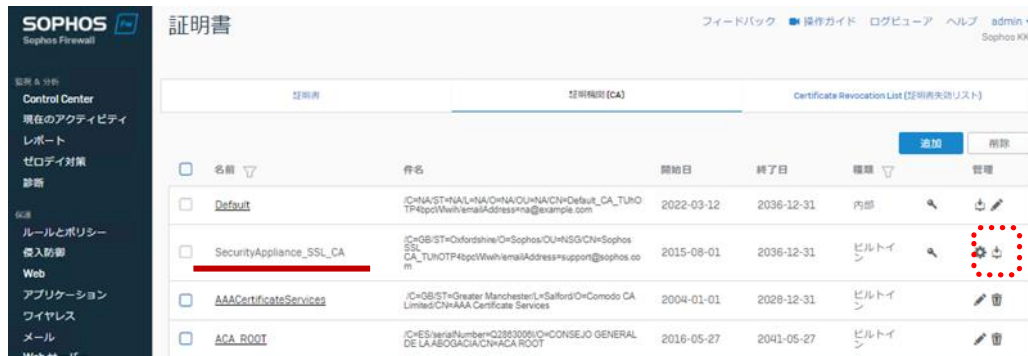 SOPHOS Fw
Sophos Firewall
監視 & 分析
Control Center
現在のアクティビティ
レポート
ゼロデイ対策
診断
保護
ルールとポリシー
侵入防御
Web
アプリケーション
ワイヤレス
メール
証明書
フィードバック 操作ガイド ログビューア ヘルプ admin
Sophos KK
証明書 証明機関 (CA) Certificate Revocation List (証明書失効リスト)
追加 削除
名前 件名 開始日 終了日 種類 管理
Default
/C=NA/ST=NA/L=NA/O=NA/OU=NA/CN=Default_CA_TUhO
TP4bpcWlwih/emailAddress=na@example.com
2022-03-12 2036-12-31 内部
SecurityAppliance_SSL_CA
/C=GB/ST=Oxfordshire/O=Sophos/OU=NSG/CN=Sophos
SSL
CA_TUhOTP4bpcWlwih/emailAddress=support@sophos.co
m
2015-08-01 2036-12-31 ビルトイ
ン
AAACertificateServices
/C=GB/ST=Greater Manchester/L=Salford/O=Comodo CA
Limited/CN=AAA Certificate Services
2004-01-01 2028-12-31 ビルトイ
ン
ACA_ROOT
/C=ES/serialNumber=Q2863006I/O=CONSEJO GENERAL
DE LA ABOGACIA/CN=ACA ROOT
2016-05-27 2041-05-27 ビルトイ
ン